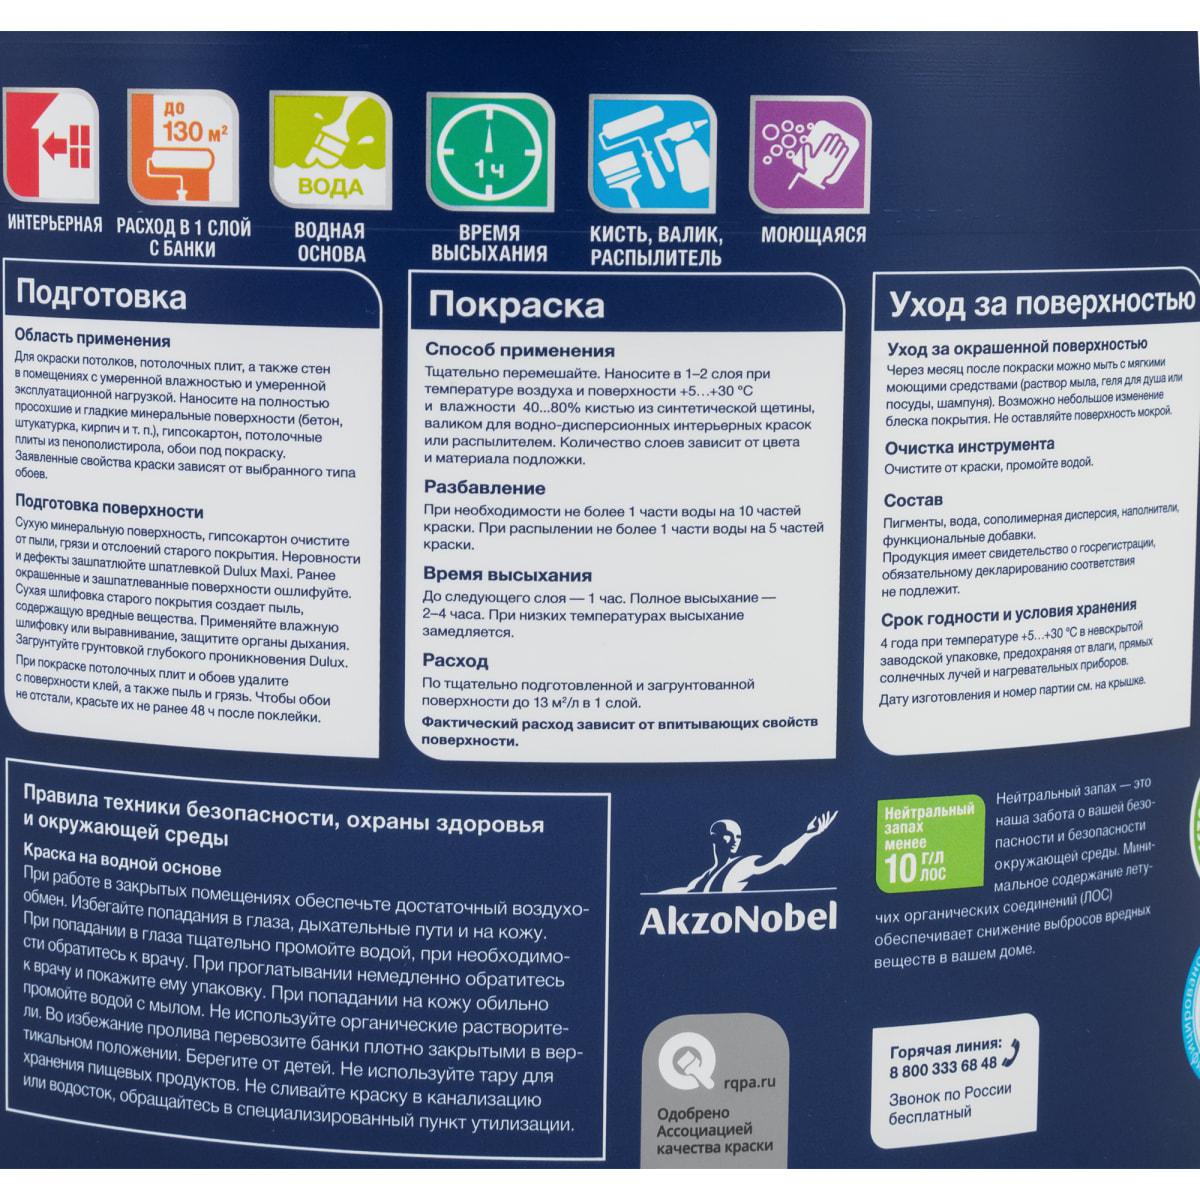 ДО
130 м²
ВОДА
1 ч
ИНТЕРЬЕРНАЯ
РАСХОД В 1 СЛОЙ
С БАНКИ
ВОДНАЯ
ОСНОВА
ВРЕМЯ
ВЫСЫХАНИЯ
КИСТЬ, ВАЛИК,
РАСПЫЛИТЕЛЬ
МОЮЩАЯСЯ
Подготовка
Область применения
Для окраски потолков, потолочных плит, а также стен
в помещениях с умеренной влажностью и умеренной
эксплуатационной нагрузкой. Наносите на полностью
просохшие и гладкие минеральные поверхности (бетон,
штукатурка, кирпич и т. п.), гипсокартон, потолочные
плиты из пенополистирола, обои под покраску.
Заявленные свойства краски зависят от выбранного типа
обоев.
Подготовка поверхности
Сухую минеральную поверхность, гипсокартон очистите
от пыли, грязи и отслоений старого покрытия. Неровности
и дефекты зашпатлюйте шпатлевкой Dulux Maxi. Ранее
окрашенные и зашпатлеванные поверхности ошлифуйте.
Сухая шлифовка старого покрытия создает пыль,
содержащую вредные вещества. Применяйте влажную
шлифовку или выравнивание, защитите органы дыхания.
Загрунтуйте грунтовкой глубокого проникновения Dulux.
При покраске потолочных плит и обоев удалите
с поверхности клей, а также пыль и грязь. Чтобы обои
не отстали, красьте их не ранее 48 ч после поклейки.
Покраска
Способ применения
Тщательно перемешайте. Наносите в 1–2 слоя при
температуре воздуха и поверхности +5…+30 °C
и влажности 40...80% кистью из синтетической щетины,
валиком для водно-дисперсионных интерьерных красок
или распылителем. Количество слоев зависит от цвета
и материала подложки.
Разбавление
При необходимости не более 1 части воды на 10 частей
краски. При распылении не более 1 части воды на 5 частей
краски.
Время высыхания
До следующего слоя — 1 час. Полное высыхание —
2–4 часа. При низких температурах высыхание
замедляется.
Расход
По тщательно подготовленной и загрунтованной
поверхности до 13 м²/л в 1 слой.
Фактический расход зависит от впитывающих свойств
поверхности.
Уход за поверхностью
Уход за окрашенной поверхностью
Через месяц после покраски можно мыть с мягкими
моющими средствами (раствор мыла, геля для душа или
посуды, шампуня). Возможно небольшое изменение
блеска покрытия. Не оставляйте поверхность мокрой.
Очистка инструмента
Очистите от краски, промойте водой.
Состав
Пигменты, вода, сополимерная дисперсия, наполнители,
функциональные добавки.
Продукция имеет свидетельство о госрегистрации,
обязательному декларированию соответствия
не подлежит.
Срок годности и условия хранения
4 года при температуре +5…+30 °C в невскрытой
заводской упаковке, предохраняя от влаги, прямых
солнечных лучей и нагревательных приборов.
Дату изготовления и номер партии см. на крышке.
Правила техники безопасности, охраны здоровья
и окружающей среды
Краска на водной основе
При работе в закрытых помещениях обеспечьте достаточный воздухо-
обмен. Избегайте попадания в глаза, дыхательные пути и на кожу.
При попадании в глаза тщательно промойте водой, при необходимо-
сти обратитесь к врачу. При проглатывании немедленно обратитесь
к врачу и покажите ему упаковку. При попадании на кожу обильно
промойте водой с мылом. Не используйте органические растворите-
ли. Во избежание пролива перевозите банки плотно закрытыми в вер-
тикальном положении. Берегите от детей. Не используйте тару для
хранения пищевых продуктов. Не сливайте краску в канализацию
или водосток, обращайтесь в специализированный пункт утилизации.
AkzoNobel
rqpa.ru
Одобрено
Ассоциацией
качества краски
Нейтральный
запах
менее
10 Г/Л
ЛОС
Нейтральный запах — это
наша забота о вашей безо-
пасности и безопасности
окружающей среды. Мини-
мальное содержание лету-
чих органических соединений (ЛОС)
обеспечивает снижение выбросов вредных
веществ в вашем доме.
Горячая линия:
8 800 333 68 48
Звонок по России
бесплатный